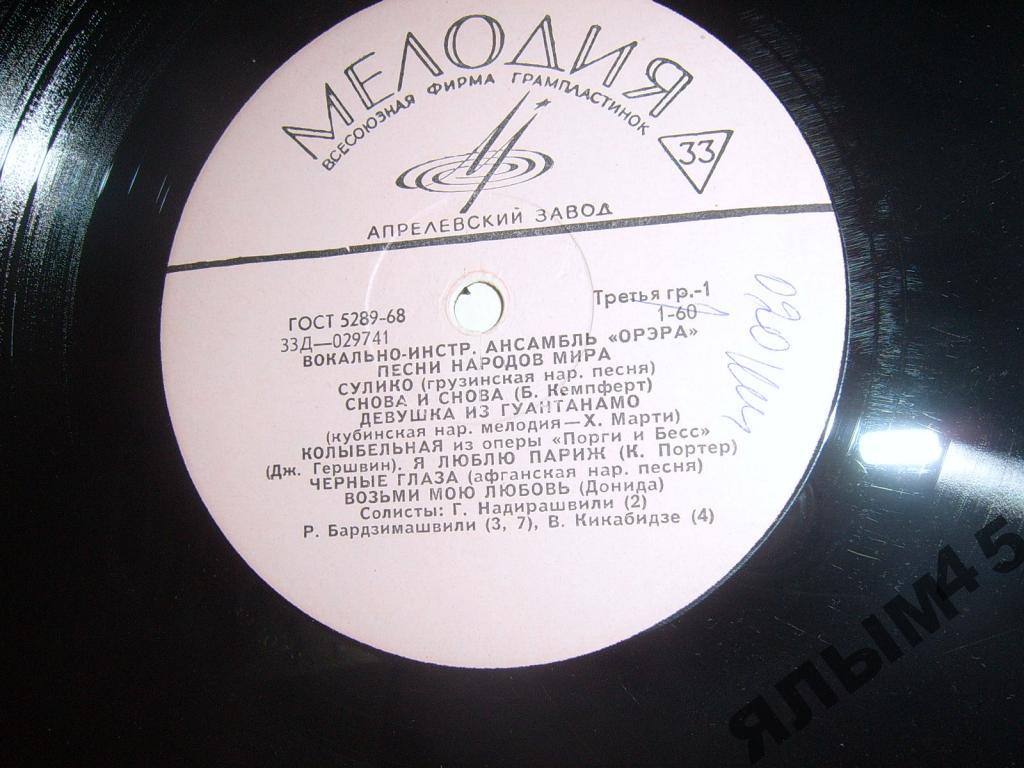 МЕЛОДИЯ
ВСЕСОЮЗНАЯ ФИРМА ГРАМПЛАСТИНОК
33
АПРЕЛЕВСКИЙ ЗАВОД
ГОСТ 5289-68
Третья гр.-1
33Д—029741
1-60
ВОКАЛЬНО-ИНСТР. АНСАМБЛЬ «ОРЭРА»
ПЕСНИ НАРОДОВ МИРА
СУЛИКО (грузинская нар. песня)
СНОВА И СНОВА (Б. Кемпферт)
ДЕВУШКА ИЗ ГУАНТАНАМО
(кубинская нар. мелодия — Х. Марти)
КОЛЫБЕЛЬНАЯ из оперы «Порги и Бесс»
(Дж. Гершвин). Я ЛЮБЛЮ ПАРИЖ (К. Портер)
ЧЕРНЫЕ ГЛАЗА (афганская нар. песня)
ВОЗЬМИ МОЮ ЛЮБОВЬ (Донида)
Солисты: Г. Надирашвили (2)
Р. Бардзимашвили (3, 7), В. Кикабидзе (4)
ЯЛЫМ45